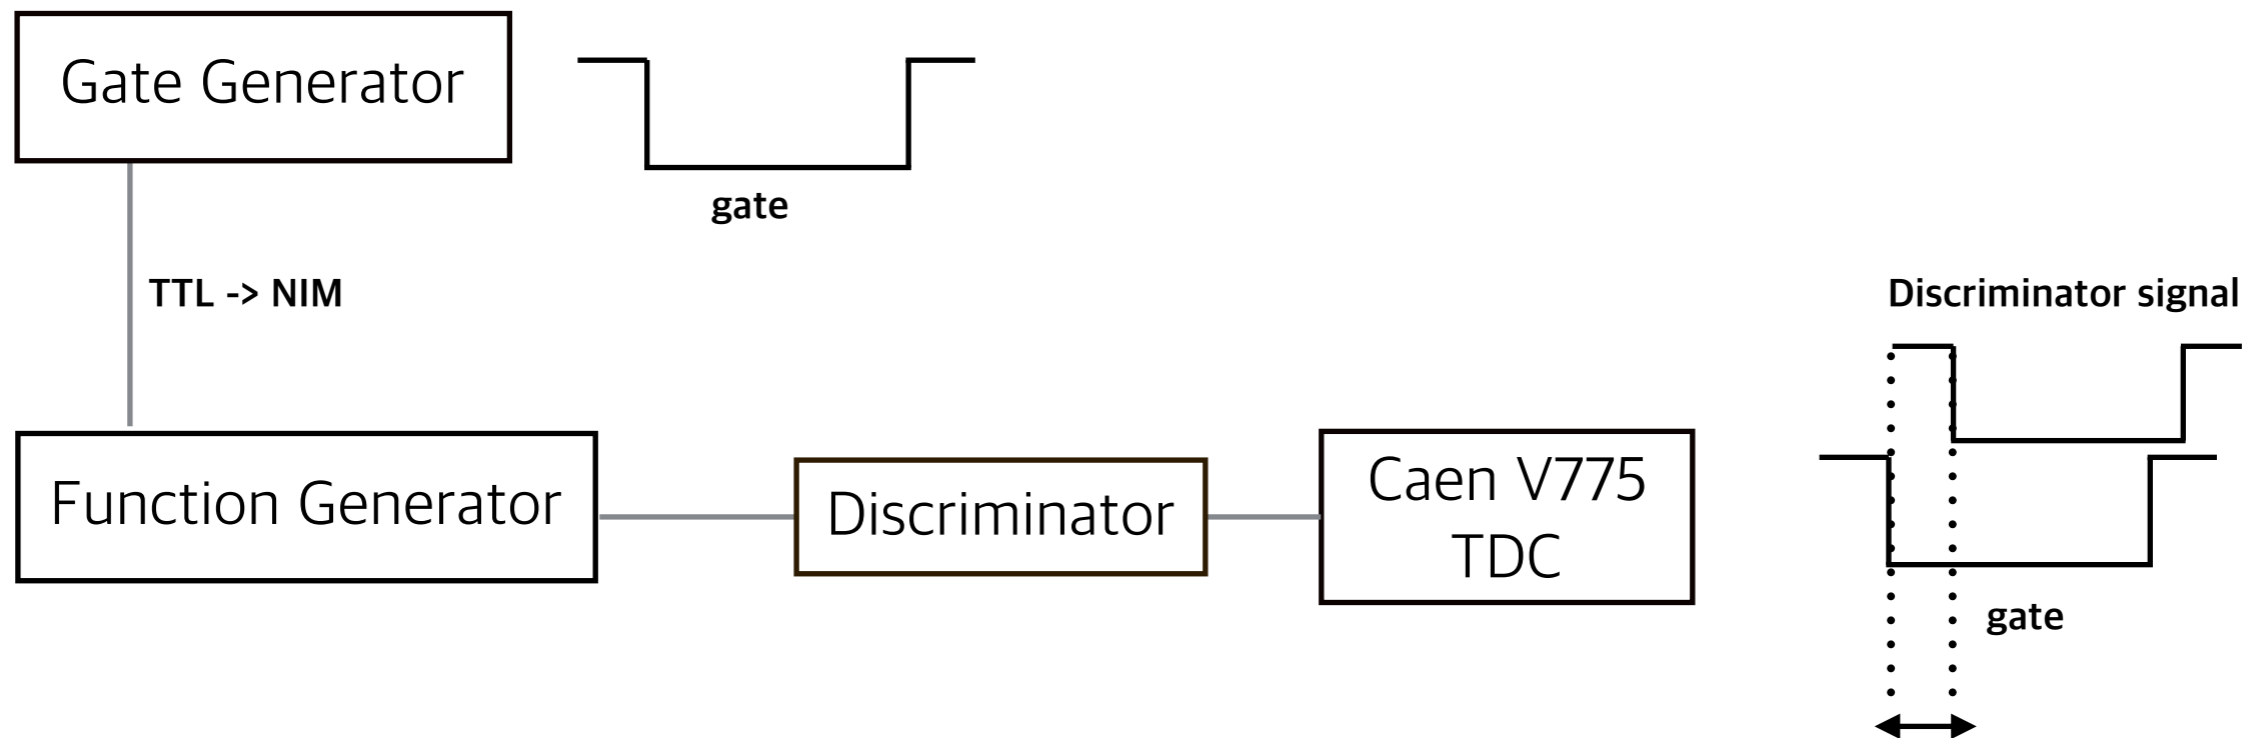 Gate Generator
gate
TTL -> NIM
Discriminator signal
Function Generator
Discriminator
Caen V775
TDC
gate